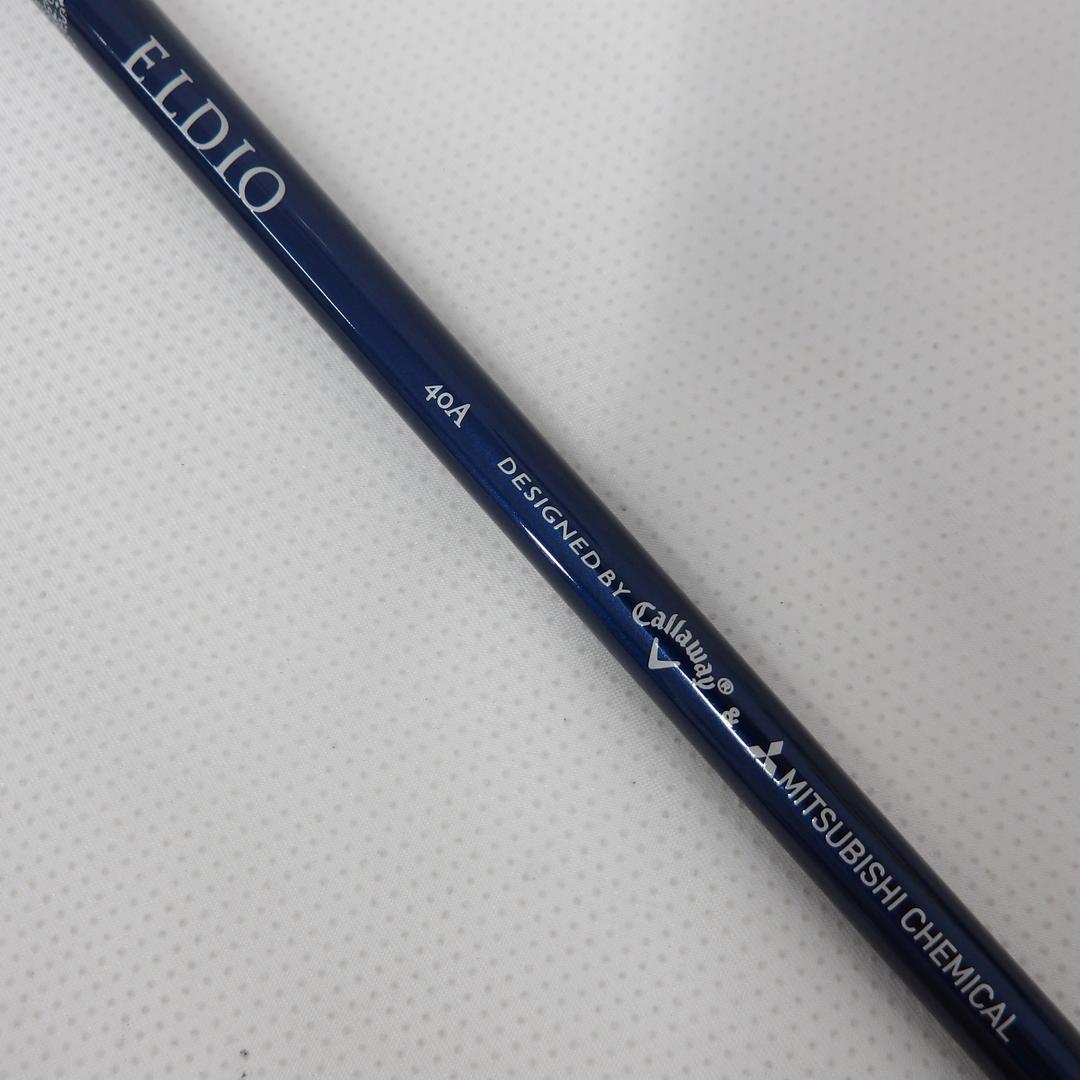 ELDIO
40A
DESIGNED BY Callaway® & MITSUBISHI CHEMICAL